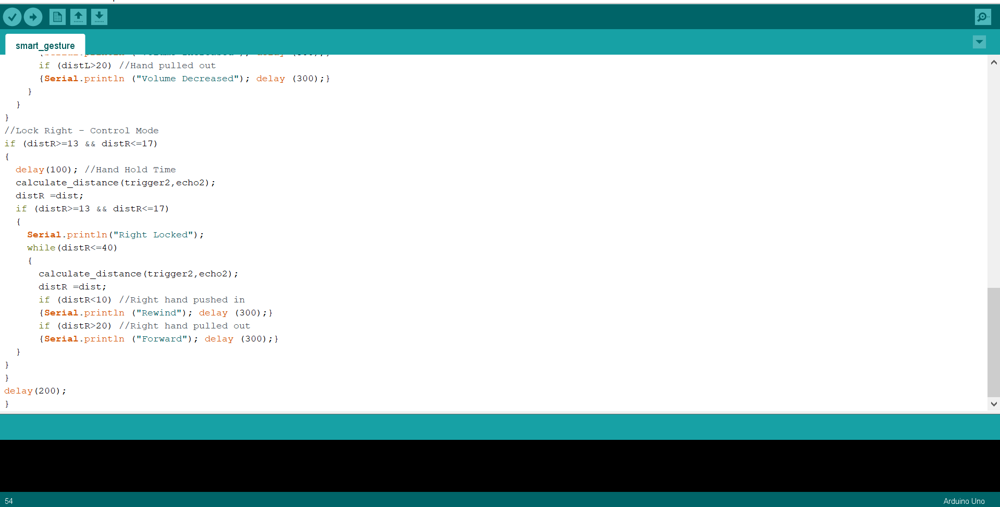 smart_gesture
if (distL>20) //Hand pulled out
{Serial.println ("Volume Decreased"); delay (300);}
}
}
}
//Lock Right - Control Mode
if (distR>=13 && distR<=17)
{
delay(100); //Hand Hold Time
calculate_distance(trigger2,echo2);
distR =dist;
if (distR>=13 && distR<=17)
{
Serial.println("Right Locked");
while(distR<=40)
{
calculate_distance(trigger2,echo2);
distR =dist;
if (distR<10) //Right hand pushed in
{Serial.println ("Rewind"); delay (300);}
if (distR>20) //Right hand pulled out
{Serial.println ("Forward"); delay (300);}
}
}
}
delay(200);
}
54
Arduino Uno